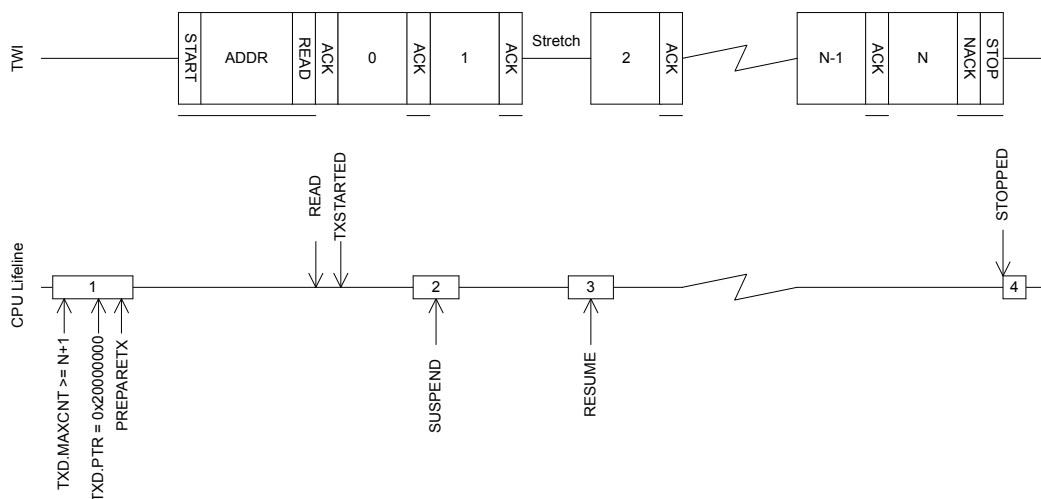 TWI
START
ADDR
READ
ACK
0
ACK
1
ACK
Stretch
2
ACK
N-1
ACK
N
NACK
STOP
CPU Lifeline
READ
TXSTARTED
STOPPED
1
2
3
4
TXD.MAXCNT >= N+1
TXD.PTR = 0x20000000
PREPARETX
SUSPEND
RESUME